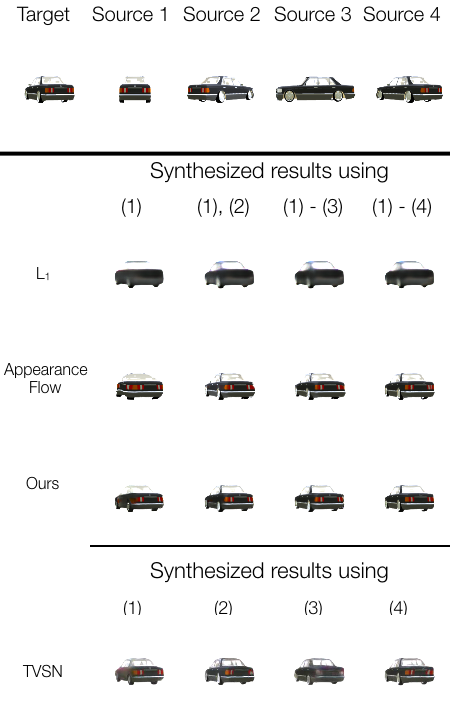 Target Source 1 Source 2 Source 3 Source 4
Synthesized results using
(1) (1), (2) (1) - (3) (1) - (4)
L₁
Appearance
Flow
Ours
Synthesized results using
(1) (2) (3) (4)
TVSN